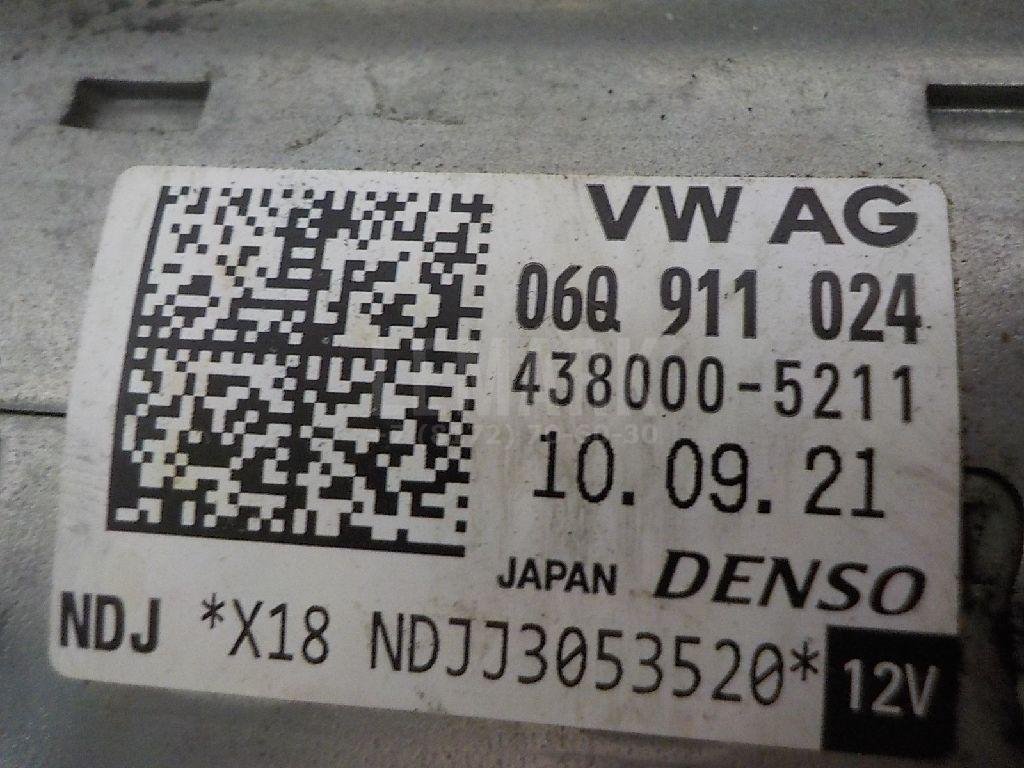 VW AG
06Q 911 024
438000-5211
10.09.21
JAPAN DENSO
NDJ *X18 NDJJ3053520*
12V